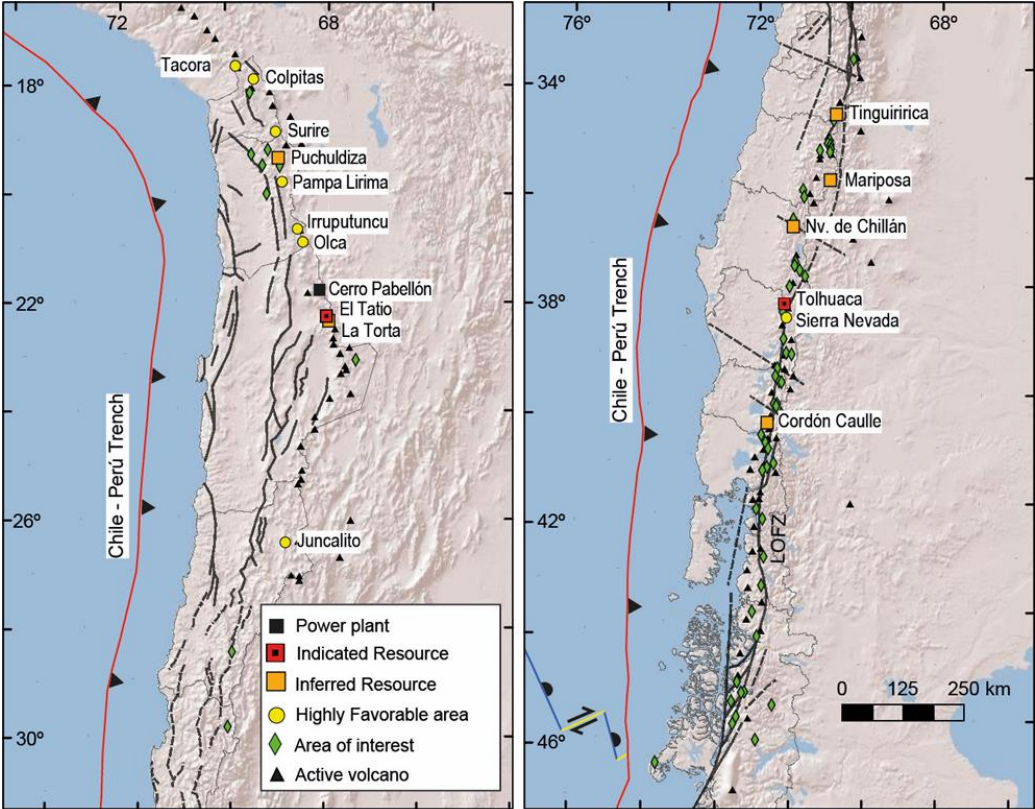 72
68
18°
22°
26°
30°
Chile - Perú Trench
Tacora
Colpitas
Surire
Puchuldiza
Pampa Lirima
Irruputuncu
Olca
Cerro Pabellón
El Tatio
La Torta
Juncalito
Power plant
Indicated Resource
Inferred Resource
Highly Favorable area
Area of interest
Active volcano
76°
72°
68°
34°
38°
42°
46°
Chile - Perú Trench
Tinguiririca
Mariposa
Nv. de Chillán
Tolhuaca
Sierra Nevada
Cordón Caulle
LOFZ
0 125 250 km